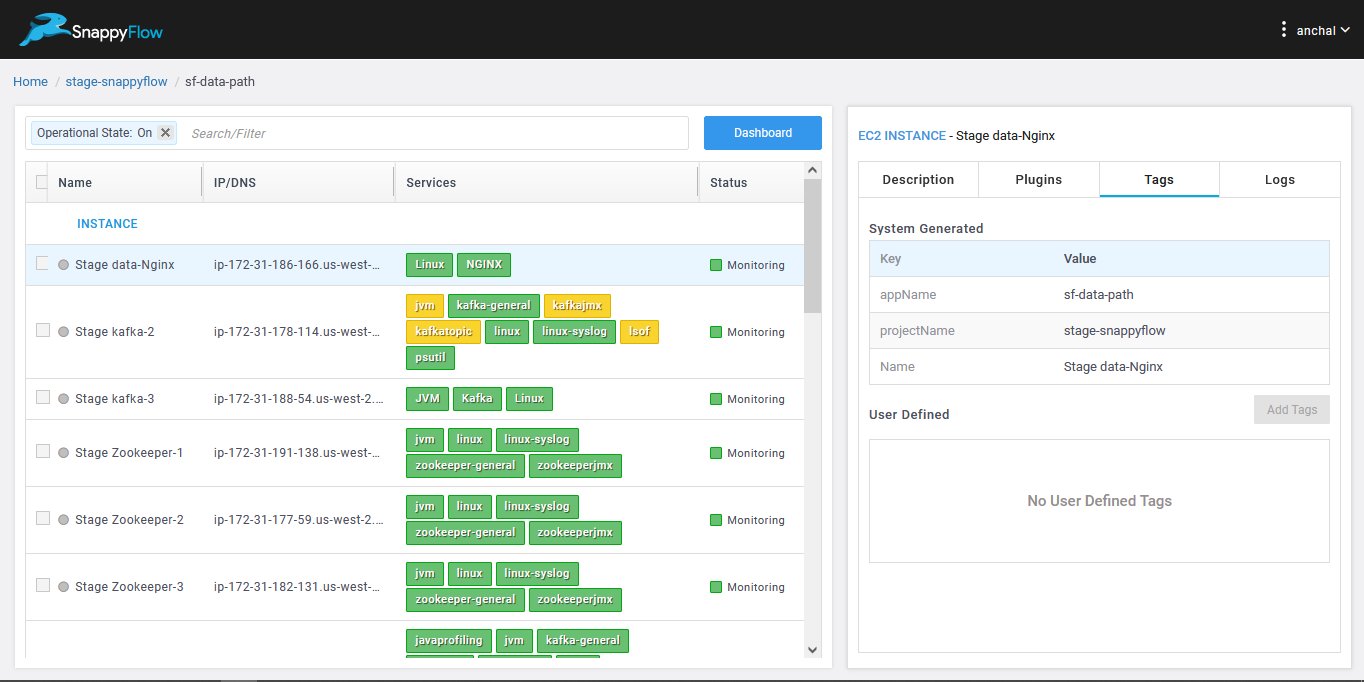 SnappyFlow
anchal
Home / stage-snappyflow / sf-data-path
Operational State: On
Search/Filter
Dashboard
Name IP/DNS Services Status
INSTANCE
Stage data-Nginx ip-172-31-186-166.us-west-... Linux NGINX Monitoring
Stage kafka-2 ip-172-31-178-114.us-west-... jvm kafka-general kafkajmx
kafkatopic linux linux-syslog lsof
psutil
Monitoring
Stage kafka-3 ip-172-31-188-54.us-west-2.... JVM Kafka Linux Monitoring
Stage Zookeeper-1 ip-172-31-191-138.us-west-... jvm linux linux-syslog
zookeeper-general zookeeperjmx
Monitoring
Stage Zookeeper-2 ip-172-31-177-59.us-west-2.... jvm linux linux-syslog
zookeeper-general zookeeperjmx
Monitoring
Stage Zookeeper-3 ip-172-31-182-131.us-west-... jvm linux linux-syslog
zookeeper-general zookeeperjmx
Monitoring
javaprofiling jvm kafka-general
EC2 INSTANCE - Stage data-Nginx
Description Plugins Tags Logs
System Generated
Key Value
appName sf-data-path
projectName stage-snappyflow
Name Stage data-Nginx
User Defined
Add Tags
No User Defined Tags